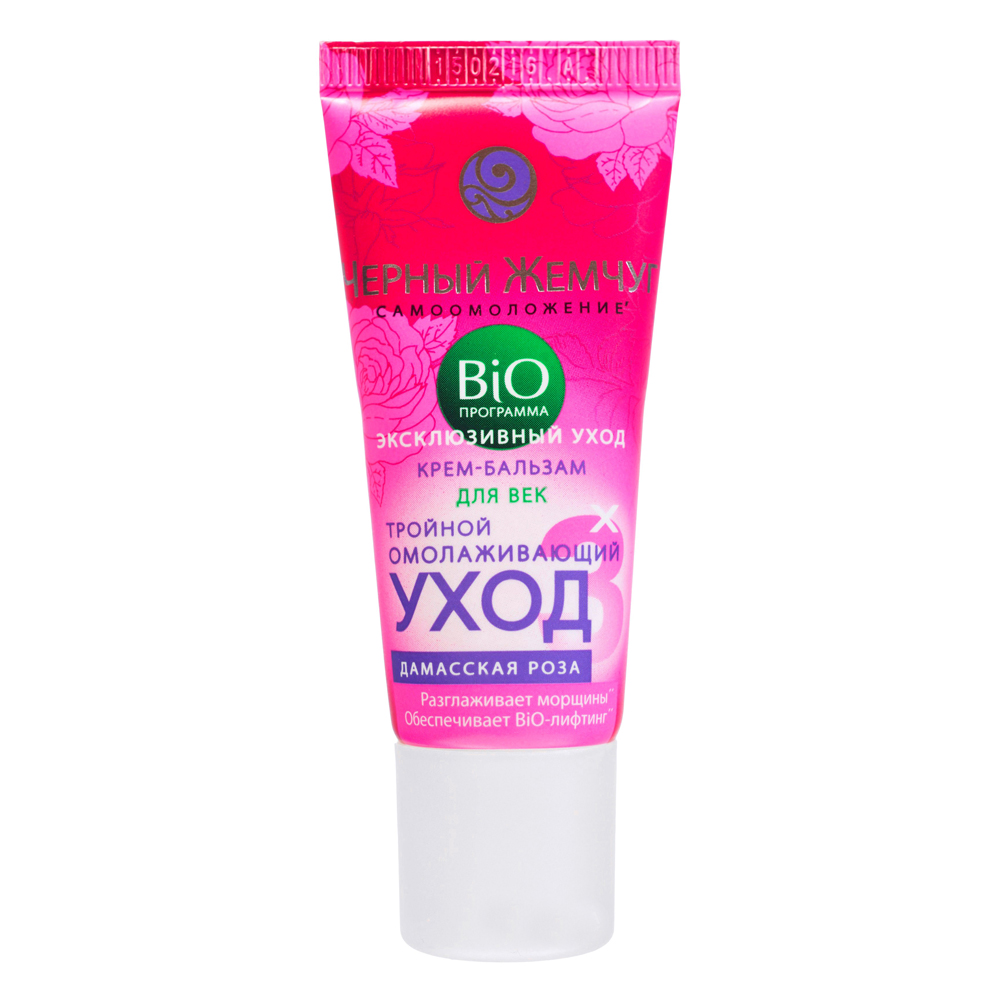 150216 A
ЧЕРНЫЙ ЖЕМЧУГ
САМООМОЛОЖЕНИЕ*
BiO
ПРОГРАММА
ЭКСКЛЮЗИВНЫЙ УХОД
КРЕМ-БАЛЬЗАМ
ДЛЯ ВЕК
3X
ТРОЙНОЙ
ОМОЛАЖИВАЮЩИЙ
УХОД
ДАМАССКАЯ РОЗА
Разглаживает морщины**
Обеспечивает BiO-лифтинг**